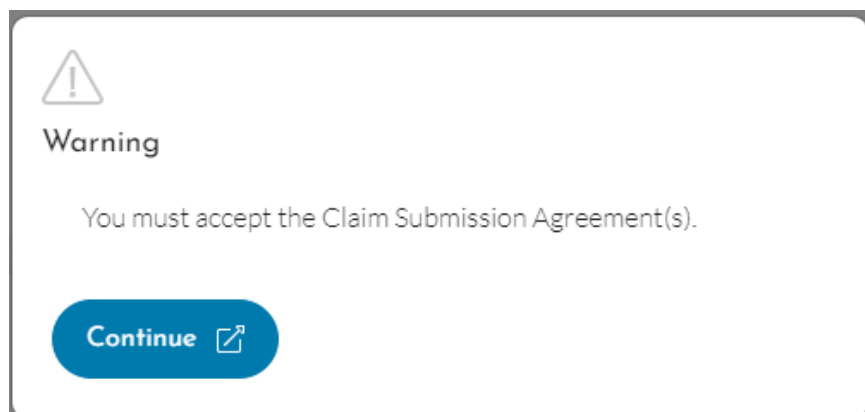 Warning
You must accept the Claim Submission Agreement(s).
Continue